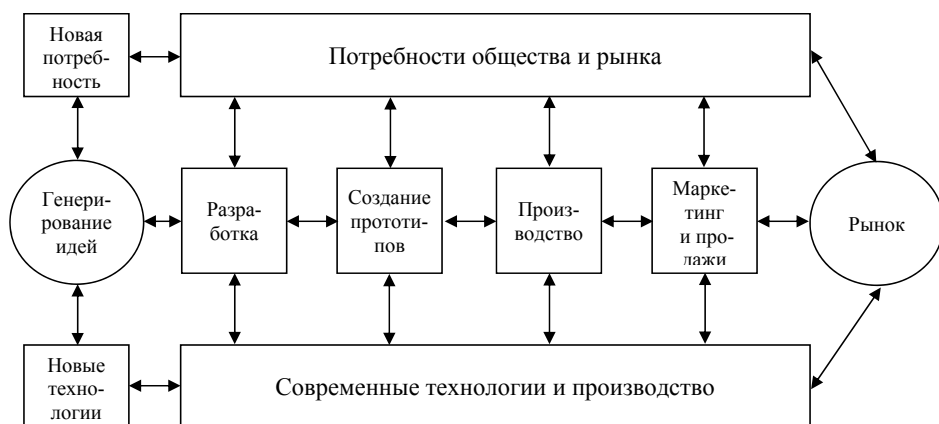 Новая
потреб-
ность
Потребности общества и рынка
Генери-
рование
идей
Разра-
ботка
Создание
прототи-
пов
Произ-
водство
Марке-
тинг
и про-
дажи
Рынок
Новые
техно-
логии
Современные технологии и производство